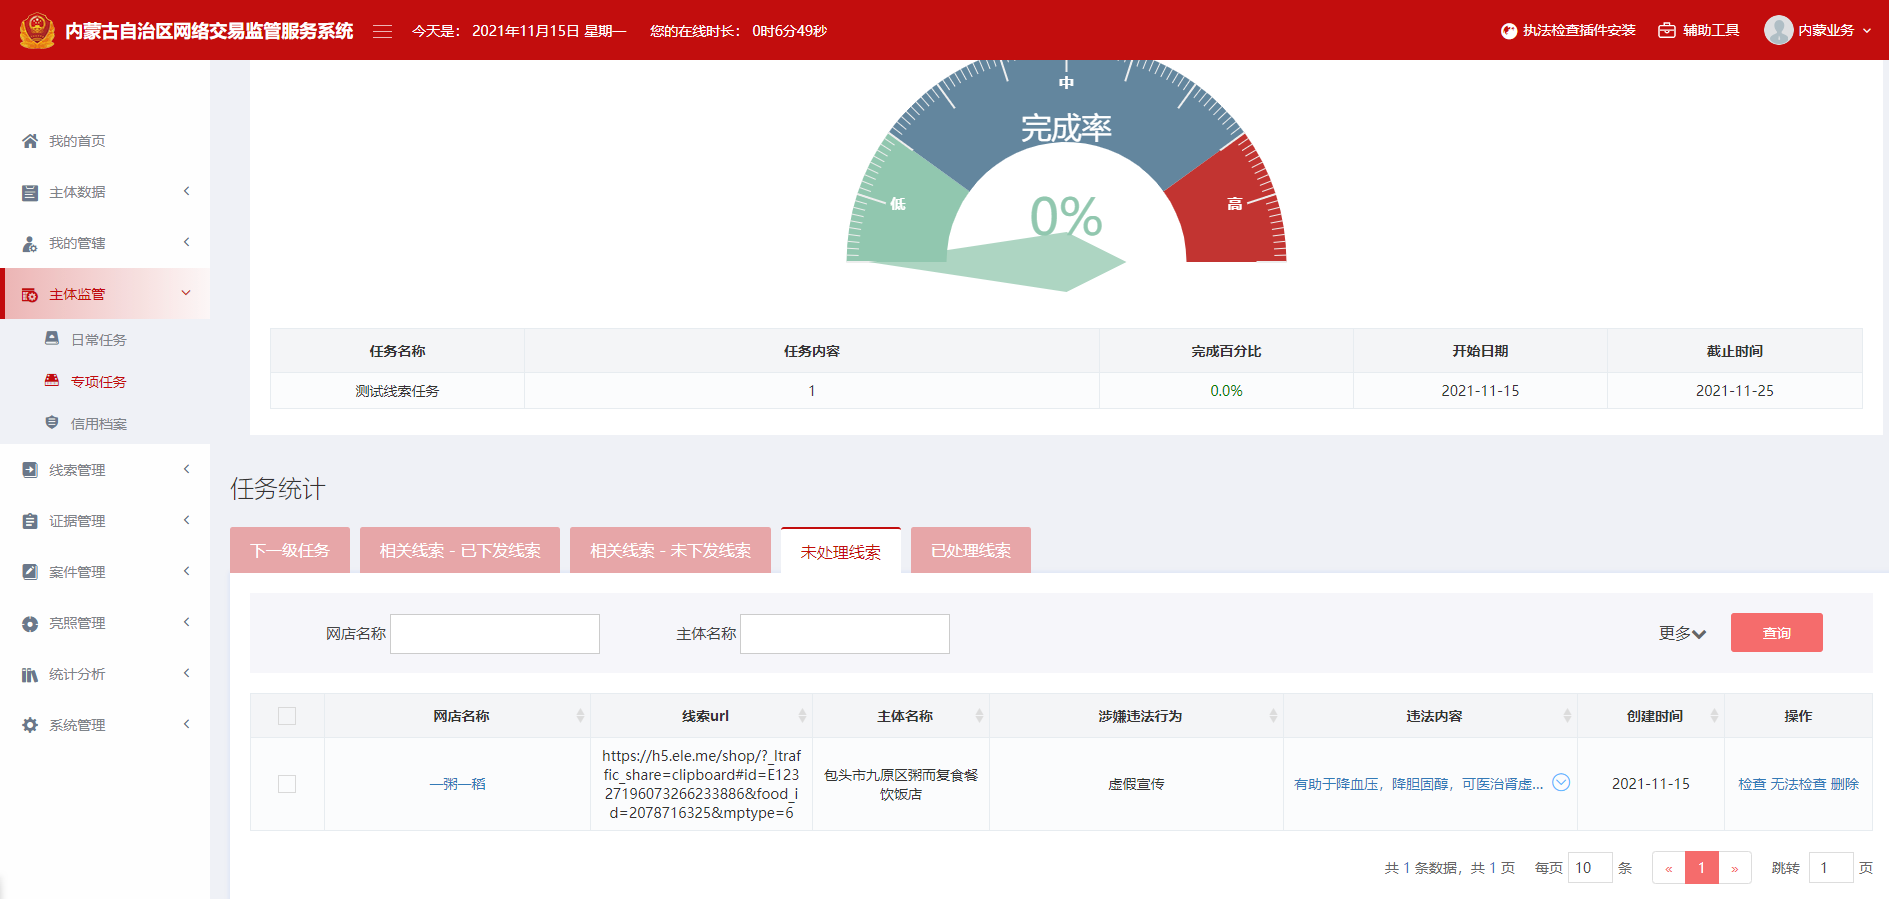 内蒙古自治区网络交易监管服务系统
今天是： 2021年11月15日 星期一 您的在线时长： 0时6分49秒
执法检查插件安装 辅助工具 内蒙业务
我的首页
主体数据
我的管辖
主体监管
日常任务
专项任务
信用档案
线索管理
证据管理
案件管理
亮照管理
统计分析
系统管理
中
完成率
低 高
0%
任务名称 任务内容 完成百分比 开始日期 截止时间
测试线索任务 1 0.0% 2021-11-15 2021-11-25
任务统计
下一级任务 相关线索 - 已下发线索 相关线索 - 未下发线索 未处理线索 已处理线索
网店名称 主体名称 更多 查询
网店名称 线索url 主体名称 涉嫌违法行为 违法内容 创建时间 操作
一粥一稻
https://h5.ele.me/shop/?_ltraf
fic_share=clipboard#id=E123
27196073266233886&food_i
d=2078716325&mptype=6
包头市九原区粥而复食餐
饮饭店
虚假宣传
有助于降血压，降胆固醇，可医治肾虚...
2021-11-15
检查 无法检查 删除
共 1 条数据，共 1 页 每页 10 条 « 1 » 跳转 1 页